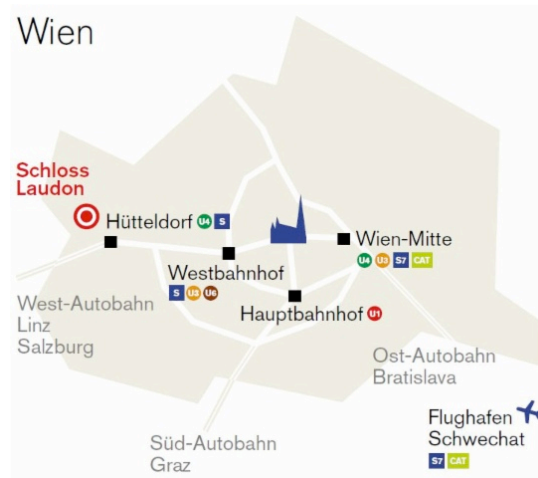 Wien
Schloss
Laudon
Hütteldorf U4 S
Wien-Mitte
U4 U3 S7 CAT
Westbahnhof
S U3 U6
Hauptbahnhof U1
West-Autobahn
Linz
Salzburg
Ost-Autobahn
Bratislava
Flughafen
Schwechat
S7 CAT
Süd-Autobahn
Graz